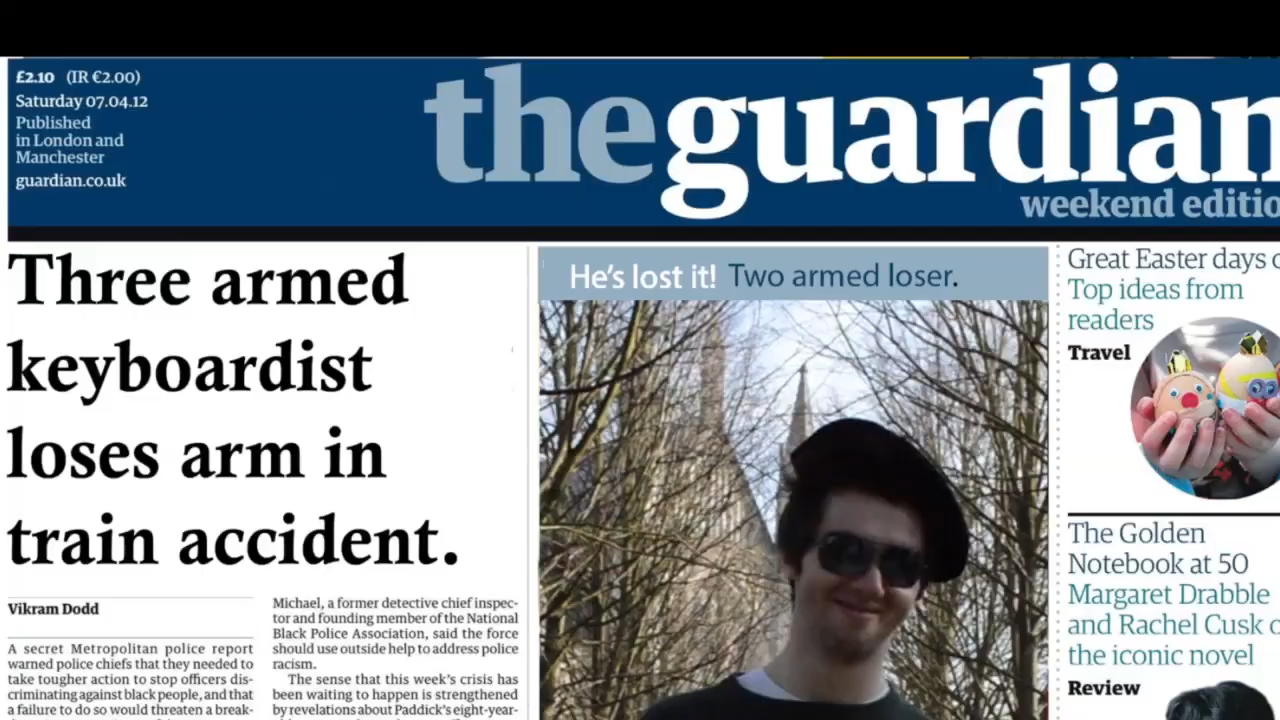 £2.10 (IR €2.00)
Saturday 07.04.12
Published
in London and
Manchester
guardian.co.uk
theguardian
weekend editio
Three armed
keyboardist
loses arm in
train accident.
Vikram Dodd
A secret Metropolitan police report
warned police chiefs that they needed to
take tougher action to stop officers dis-
criminating against black people, and that
a failure to do so would threaten a break-
Michael, a former detective chief inspec-
tor and founding member of the National
Black Police Association, said the force
should use outside help to address police
racism.
The sense that this week's crisis has
been waiting to happen is strengthened
by revelations about Paddick's eight-year-
He's lost it! Two armed loser.
Great Easter days o
Top ideas from
readers
Travel
The Golden
Notebook at 50
Margaret Drabble
and Rachel Cusk o
the iconic novel
Review